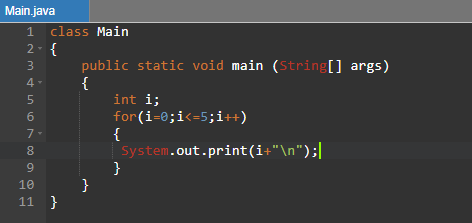 Main.java
1 class Main
2 {
3     public static void main (String[] args)
4     {
5         int i;
6         for(i=0;i<=5;i++)
7         {
8          System.out.print(i+"\n");
9         }
10     }
11 }